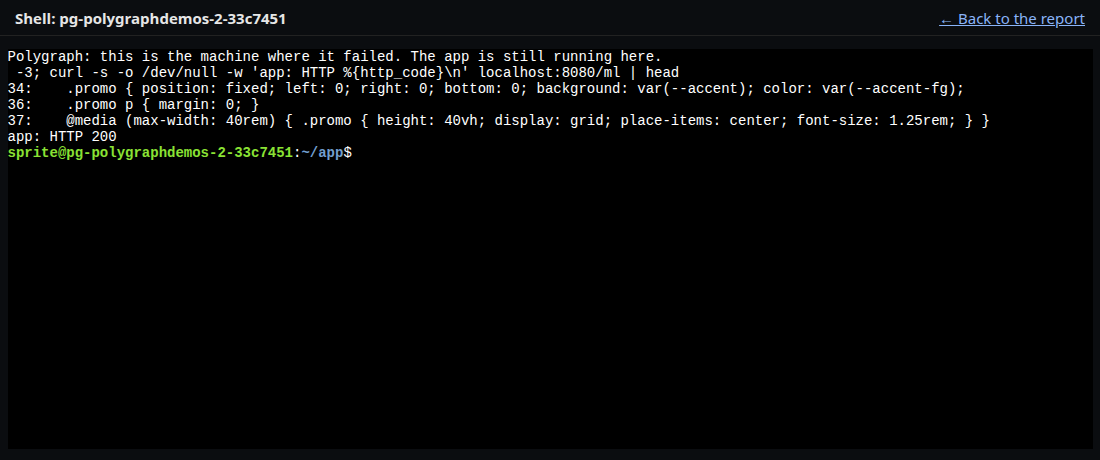 Shell: pg-polygraphdemos-2-33c7451
← Back to the report
Polygraph: this is the machine where it failed. The app is still running here.
 -3; curl -s -o /dev/null -w 'app: HTTP %{http_code}\n' localhost:8080/ml | head
34:    .promo { position: fixed; left: 0; right: 0; bottom: 0; background: var(--accent); color: var(--accent-fg);
36:    .promo p { margin: 0; }
37:    @media (max-width: 40rem) { .promo { height: 40vh; display: grid; place-items: center; font-size: 1.25rem; } }
app: HTTP 200
sprite@pg-polygraphdemos-2-33c7451:~/app$